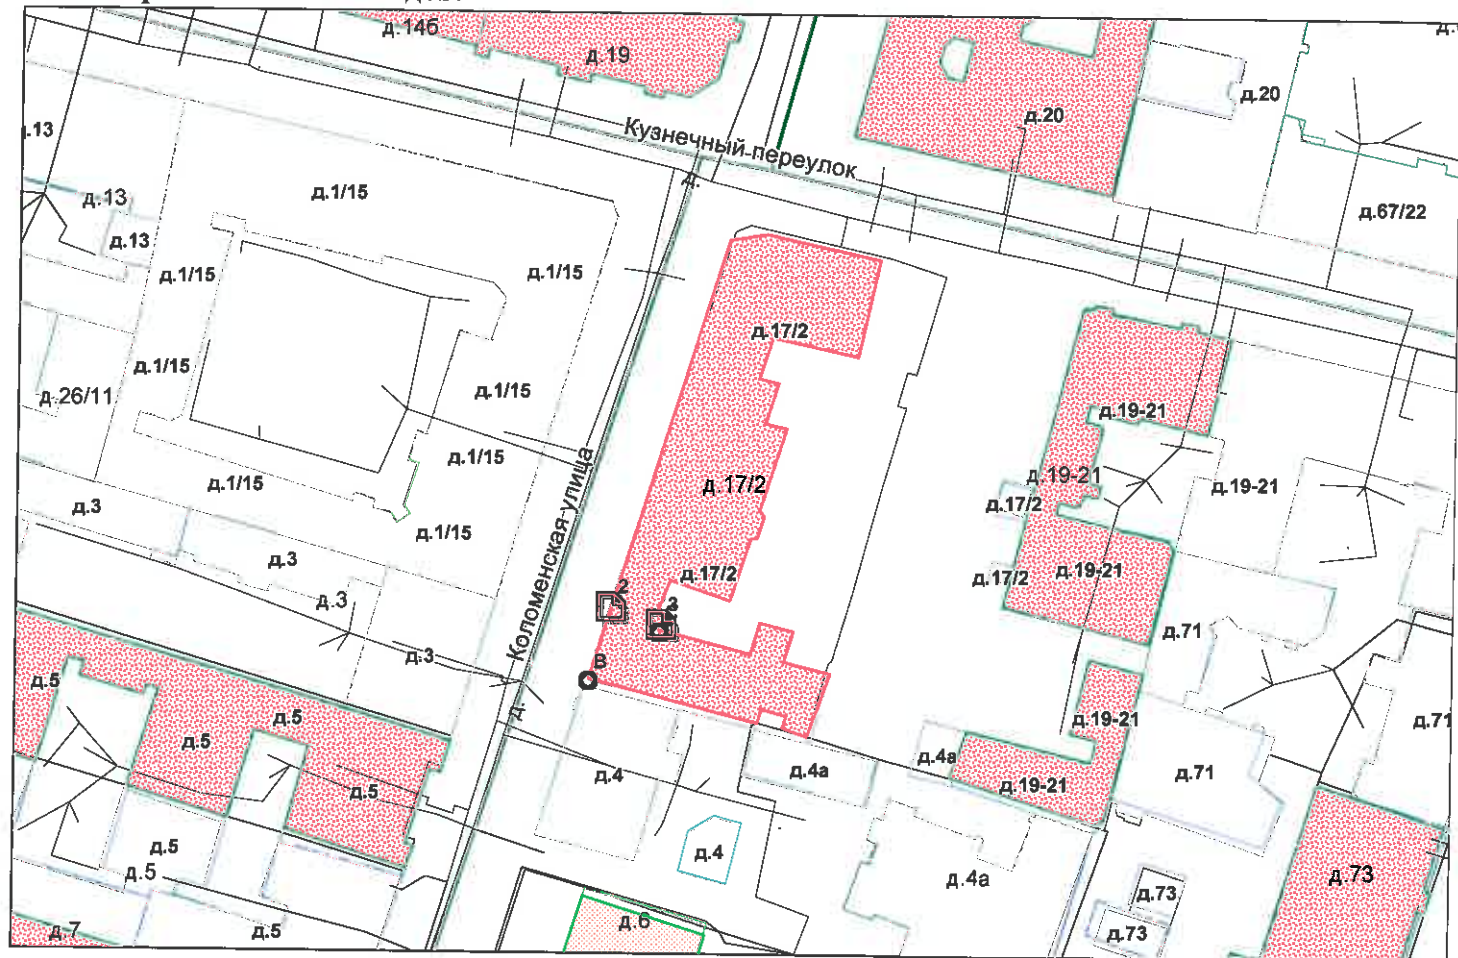 д.14б
д.19
д.20
д.20
д.13
Кузнечный переулок
д.
д.1/15
д.13
д.67/22
д.13
д.1/15
д.1/15
д.17/2
д.1/15
д.1/15
д.26/11
д.19-21
д.1/15
д.17/2
д.19-21
д.19-21
д.1/15
д.3
д.17/2
д.1/15
Коломенская улица
д.3
д.17/2
д.17/2
д.19-21
д.3
2
3
д.71
д.3
В
д.5
д.
д.5
д.19-21
д.71
д.5
д.4
д.4а
д.4а
д.71
д.5
д.19-21
д.5
д.4
д.5
д.4а
д.73
д.73
д.7
д.5
д.6
д.73